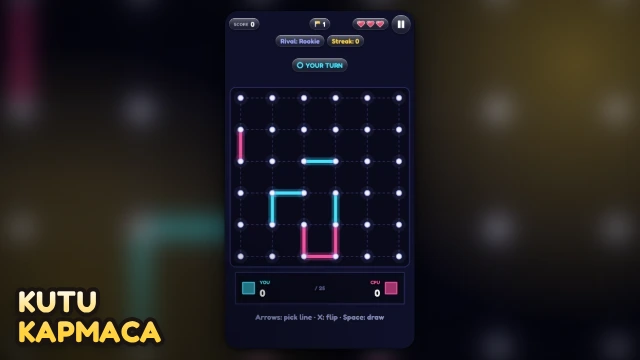 SCORE 0
1
Rival: Rookie
Streak: 0
YOUR TURN
YOU
0
/ 25
CPU
0
Arrows: pick line · X: flip · Space: draw
KUTU
KAPMACA